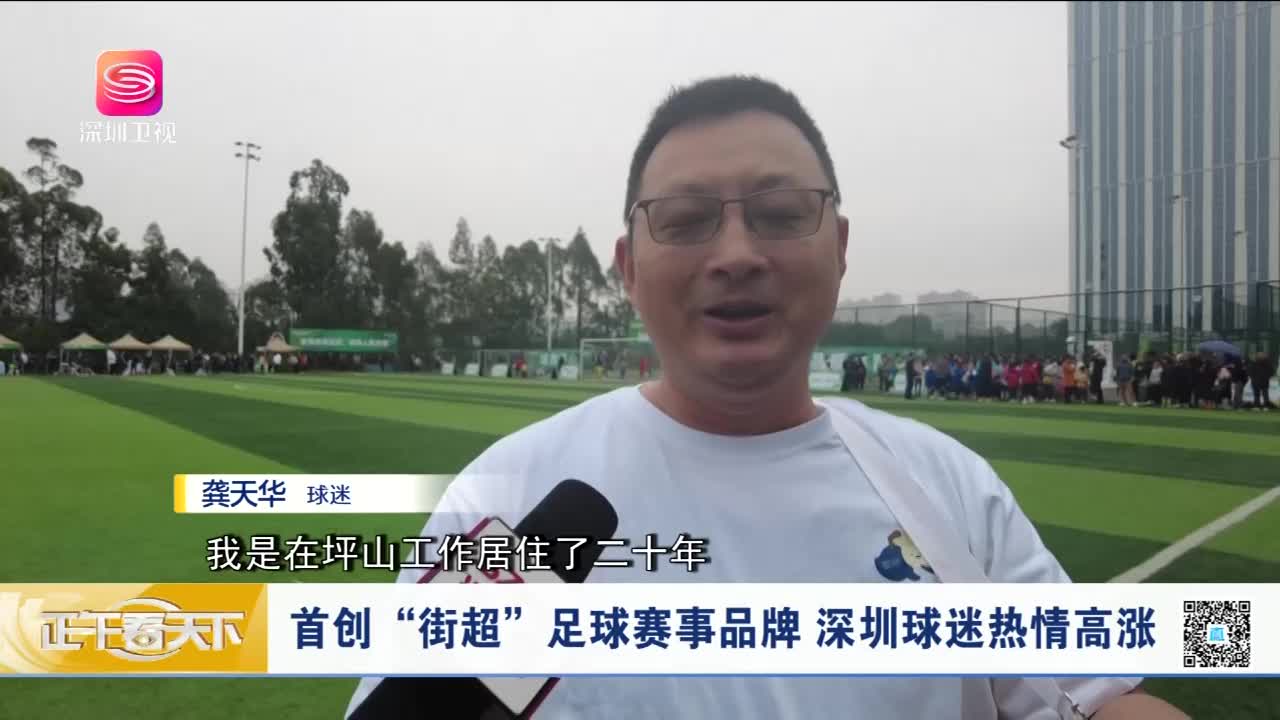 深圳卫视
龚天华 球迷
我是在坪山工作居住了二十年
正午看天下
首创“街超”足球赛事品牌 深圳球迷热情高涨